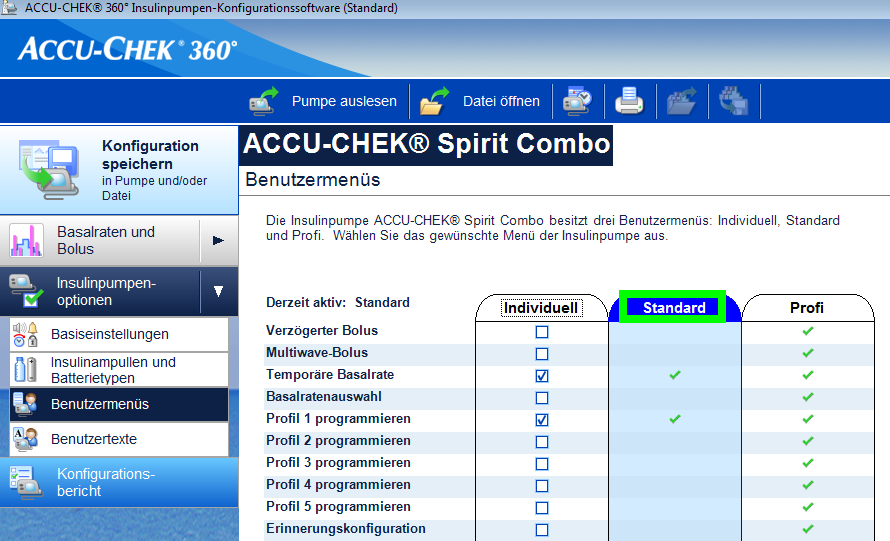 ACCU-CHEK® 360° Insulinpumpen-Konfigurationssoftware (Standard)
ACCU-CHEK® 360°
Pumpe auslesen
Datei öffnen
Konfiguration
speichern
in Pumpe und/oder
Datei
Basalraten und
Bolus
Insulinpumpen-
optionen
Basiseinstellungen
Insulinampullen und
Batterietypen
Benutzermenüs
Benutzertexte
Konfigurations-
bericht
ACCU-CHEK® Spirit Combo
Benutzermenüs
Die Insulinpumpe ACCU-CHEK® Spirit Combo besitzt drei Benutzermenüs: Individuell, Standard
und Profi. Wählen Sie das gewünschte Menü der Insulinpumpe aus.
Derzeit aktiv: Standard
Individuell
Standard
Profi
Verzögerter Bolus
Multiwave-Bolus
Temporäre Basalrate
Basalratenauswahl
Profil 1 programmieren
Profil 2 programmieren
Profil 3 programmieren
Profil 4 programmieren
Profil 5 programmieren
Erinnerungskonfiguration